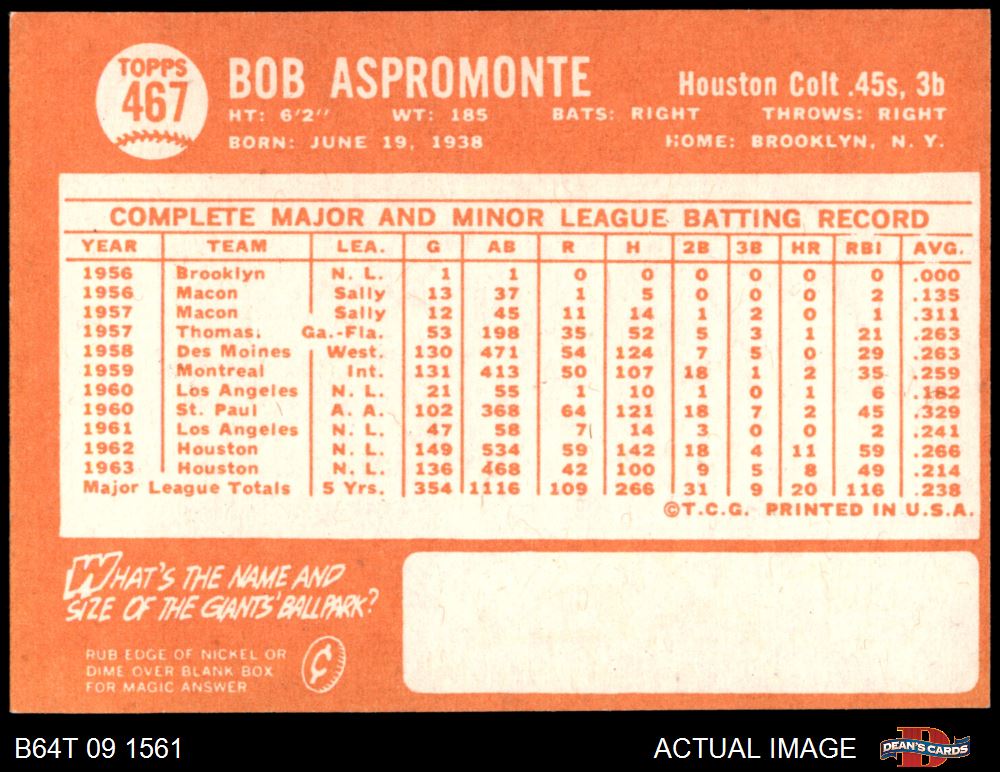 TOPPS
467
BOB ASPROMONTE
Houston Colt .45s, 3b
HT: 6'2" WT: 185 BATS: RIGHT THROWS: RIGHT
BORN: JUNE 19, 1938 HOME: BROOKLYN, N. Y.
COMPLETE MAJOR AND MINOR LEAGUE BATTING RECORD
YEAR TEAM LEA. G AB R H 2B 3B HR RBI AVG.
1956 Brooklyn N. L. 1 1 0 0 0 0 0 0 .000
1956 Macon Sally 13 37 1 5 0 0 0 2 .135
1957 Macon Sally 12 45 11 14 1 2 0 1 .311
1957 Thomas. Ga.-Fla. 53 198 35 52 5 3 1 21 .263
1958 Des Moines West. 130 471 54 124 7 5 0 29 .263
1959 Montreal Int. 131 413 50 107 18 1 2 35 .259
1960 Los Angeles N. L. 21 55 1 10 1 0 1 6 .182
1960 St. Paul A. A. 102 368 64 121 18 7 2 45 .329
1961 Los Angeles N. L. 47 58 7 14 3 0 0 2 .241
1962 Houston N. L. 149 534 59 142 18 4 11 59 .266
1963 Houston N. L. 136 468 42 100 9 5 8 49 .214
Major League Totals 5 Yrs. 354 1116 109 266 31 9 20 116 .238
©T.C.G. PRINTED IN U.S.A.
WHAT'S THE NAME AND
SIZE OF THE GIANTS' BALLPARK?
RUB EDGE OF NICKEL OR
DIME OVER BLANK BOX
FOR MAGIC ANSWER
¢
B64T 09 1561
ACTUAL IMAGE
D
DEAN'S CARDS